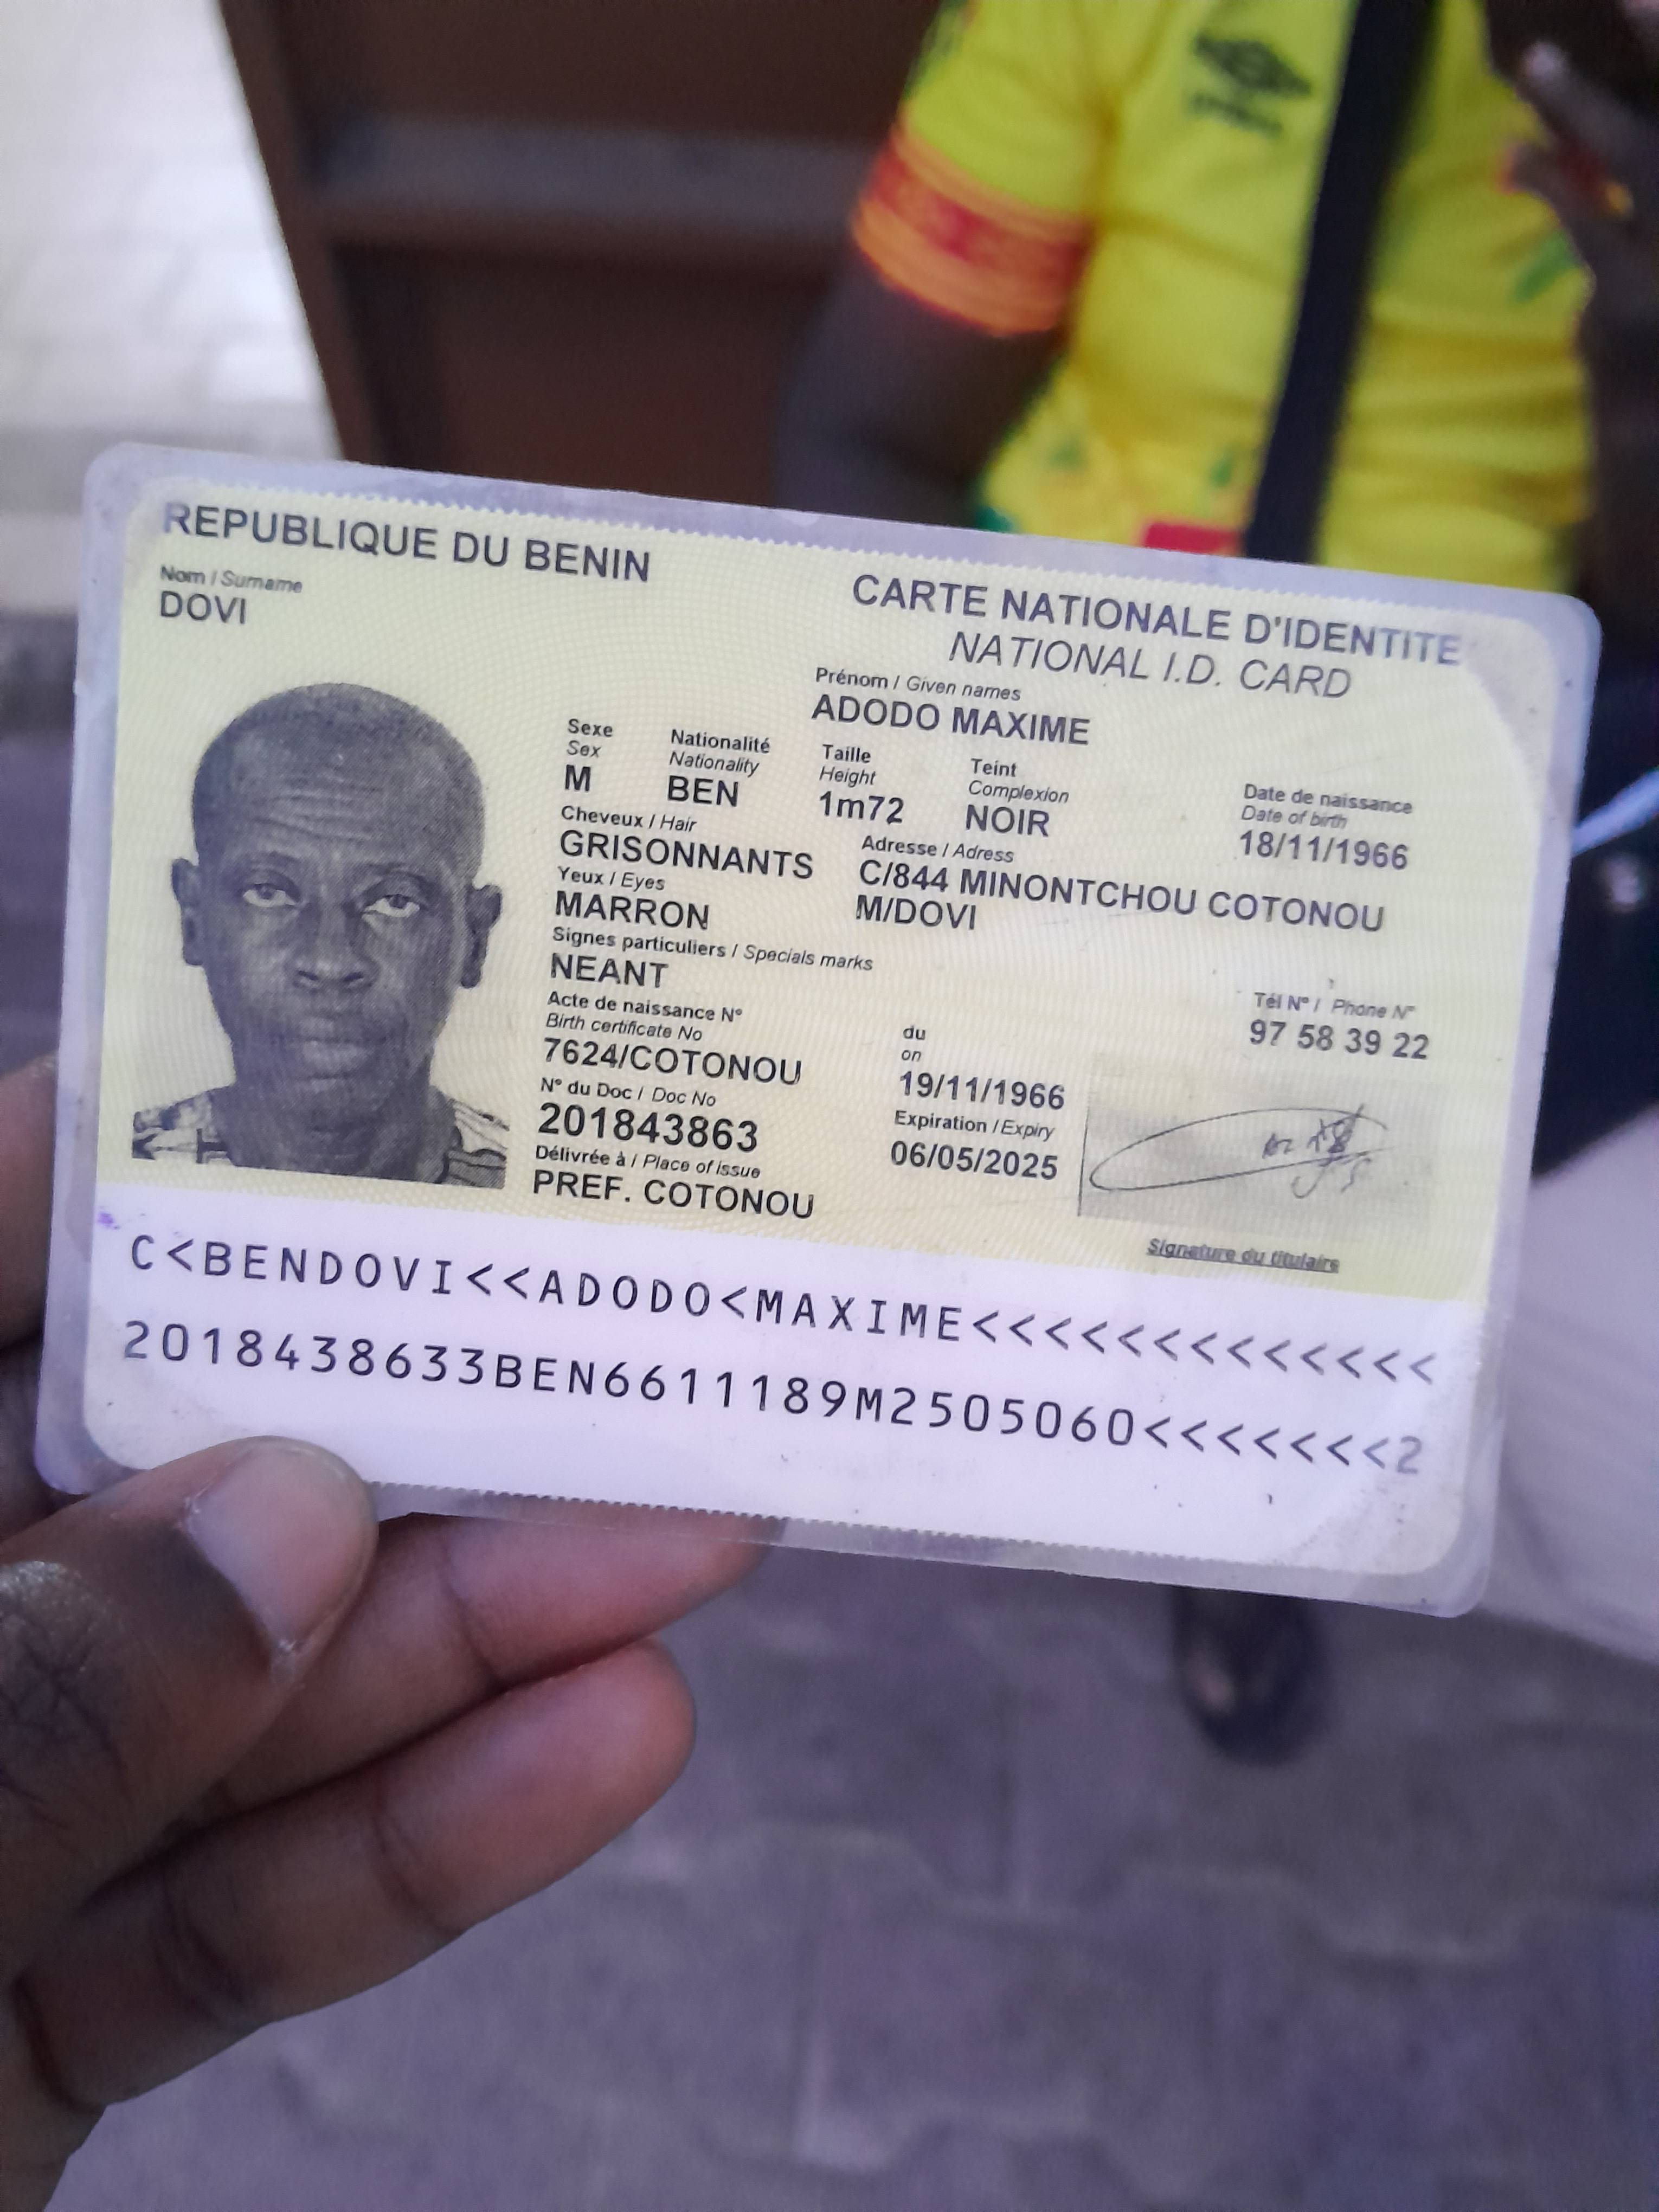 REPUBLIQUE DU BENIN
Nom / Surname
DOVI
CARTE NATIONALE D'IDENTITE
NATIONAL I.D. CARD
Prénom / Given names
ADODO MAXIME
Sexe
Sex
M
Nationalité
Nationality
BEN
Taille
Height
1m72
Teint
Complexion
NOIR
Date de naissance
Date of birth
18/11/1966
Cheveux / Hair
GRISONNANTS
Adresse / Adress
C/844 MINONTCHOU COTONOU
M/DOVI
Yeux / Eyes
MARRON
Signes particuliers / Specials marks
NEANT
Acte de naissance N°
Birth certificate No
7624/COTONOU
du
on
19/11/1966
Tél N° / Phone N°
97 58 39 22
N° du Doc / Doc No
201843863
Expiration / Expiry
06/05/2025
Délivrée à / Place of issue
PREF. COTONOU
Signature du titulaire
C<BENDOVI<<ADODO<MAXIME<<<<<<<<<<<<<
2018438633BEN6611189M2505060<<<<<<<2